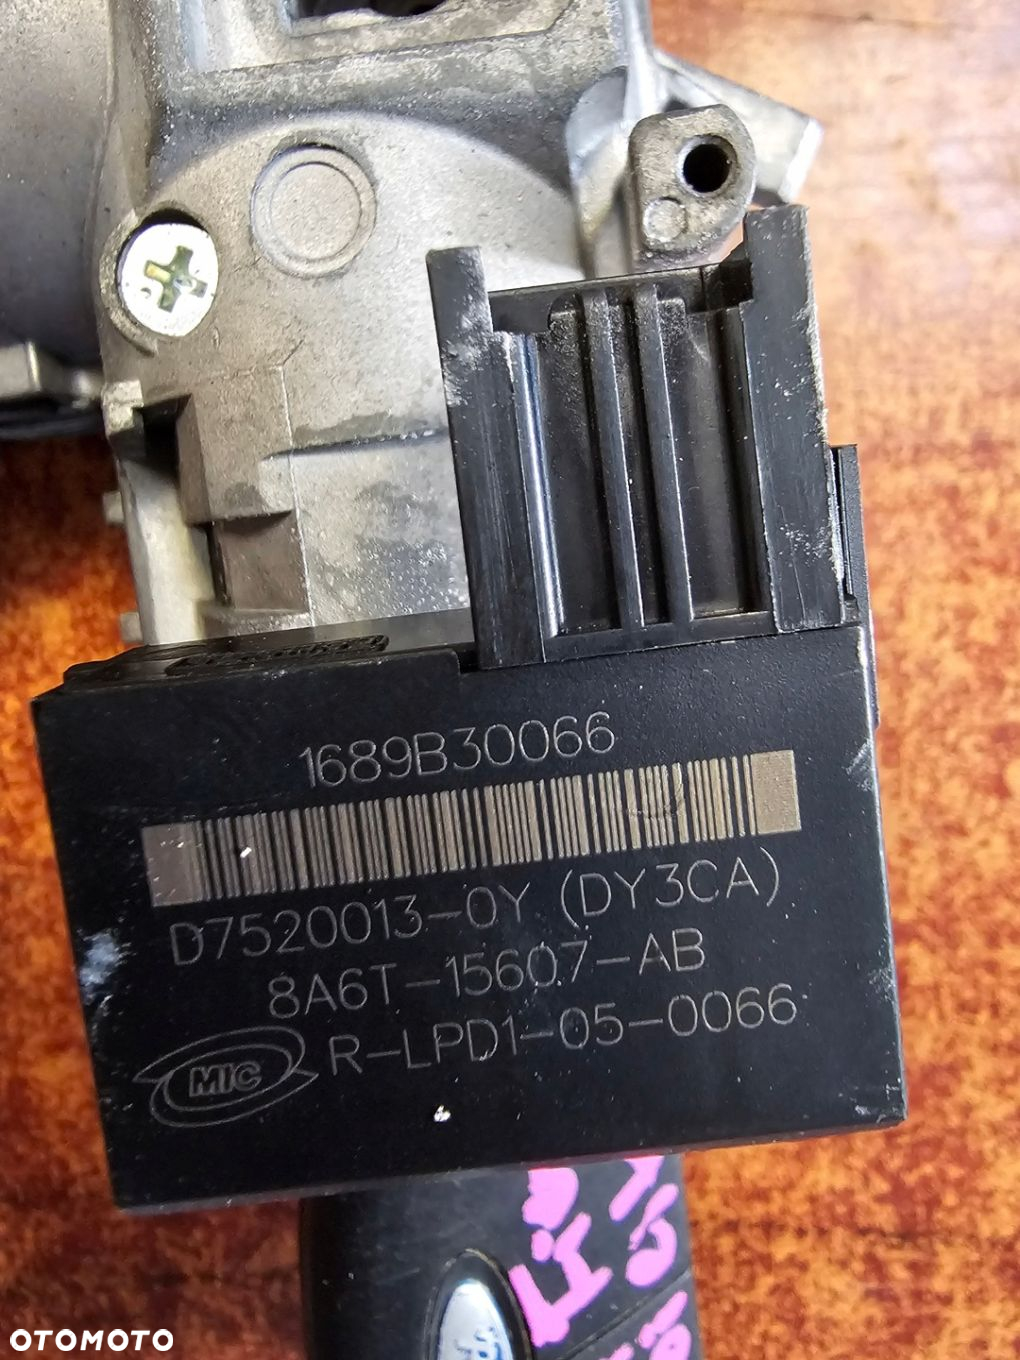 1689B30066
D7520013-0Y (DY3CA)
8A6T-15607-AB
MIC R-LPD1-05-0066
OTOMOTO